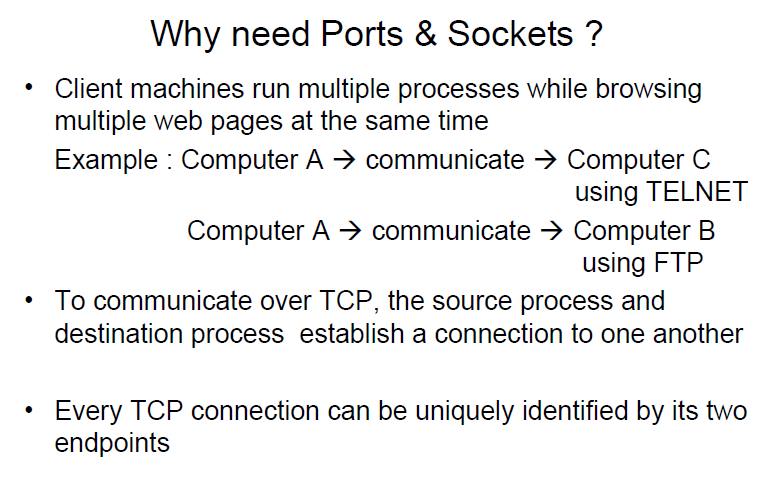 Why need Ports & Sockets ?
• Client machines run multiple processes while browsing
multiple web pages at the same time
Example : Computer A → communicate → Computer C
using TELNET
Computer A → communicate → Computer B
using FTP
• To communicate over TCP, the source process and
destination process  establish a connection to one another
• Every TCP connection can be uniquely identified by its two
endpoints